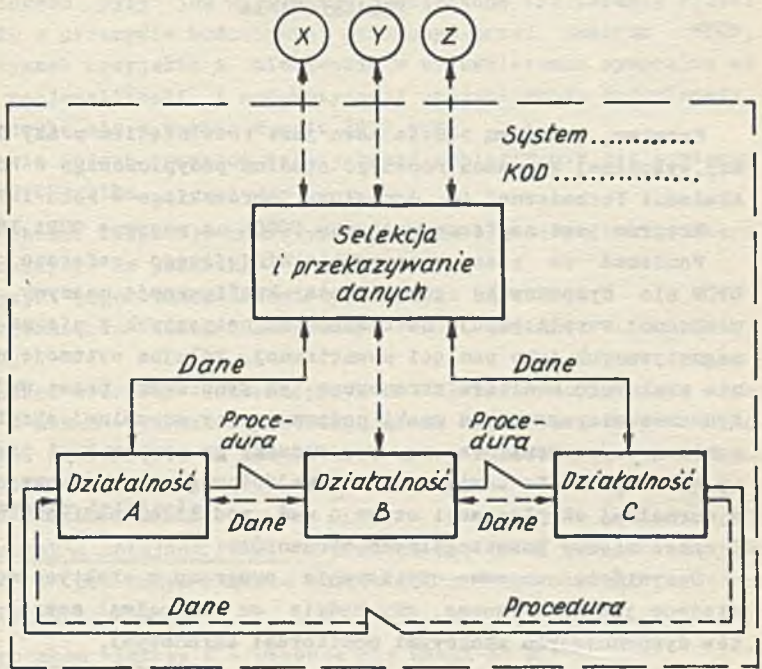 X Y Z
System..............
KOD.................
Selekcja
i przekazywanie
danych
Dane
Dane
Proce-
dura
Proce-
dura
Działalność
A
Działalność
B
Działalność
C
Dane
Dane
Dane
Procedura